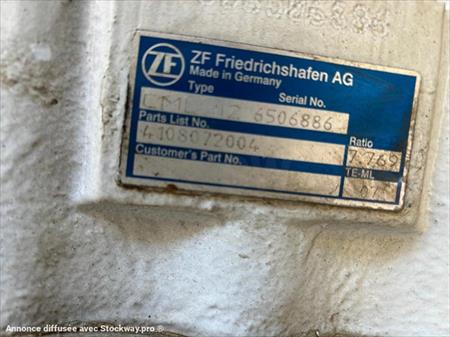 ZF
ZF Friedrichshafen AG
Made in Germany
Type
Serial No.
6506886
Parts List No.
Ratio
4108072004
7.769
Customer's Part No.
TE-ML
07
Annonce diffusée avec Stockway.pro ®